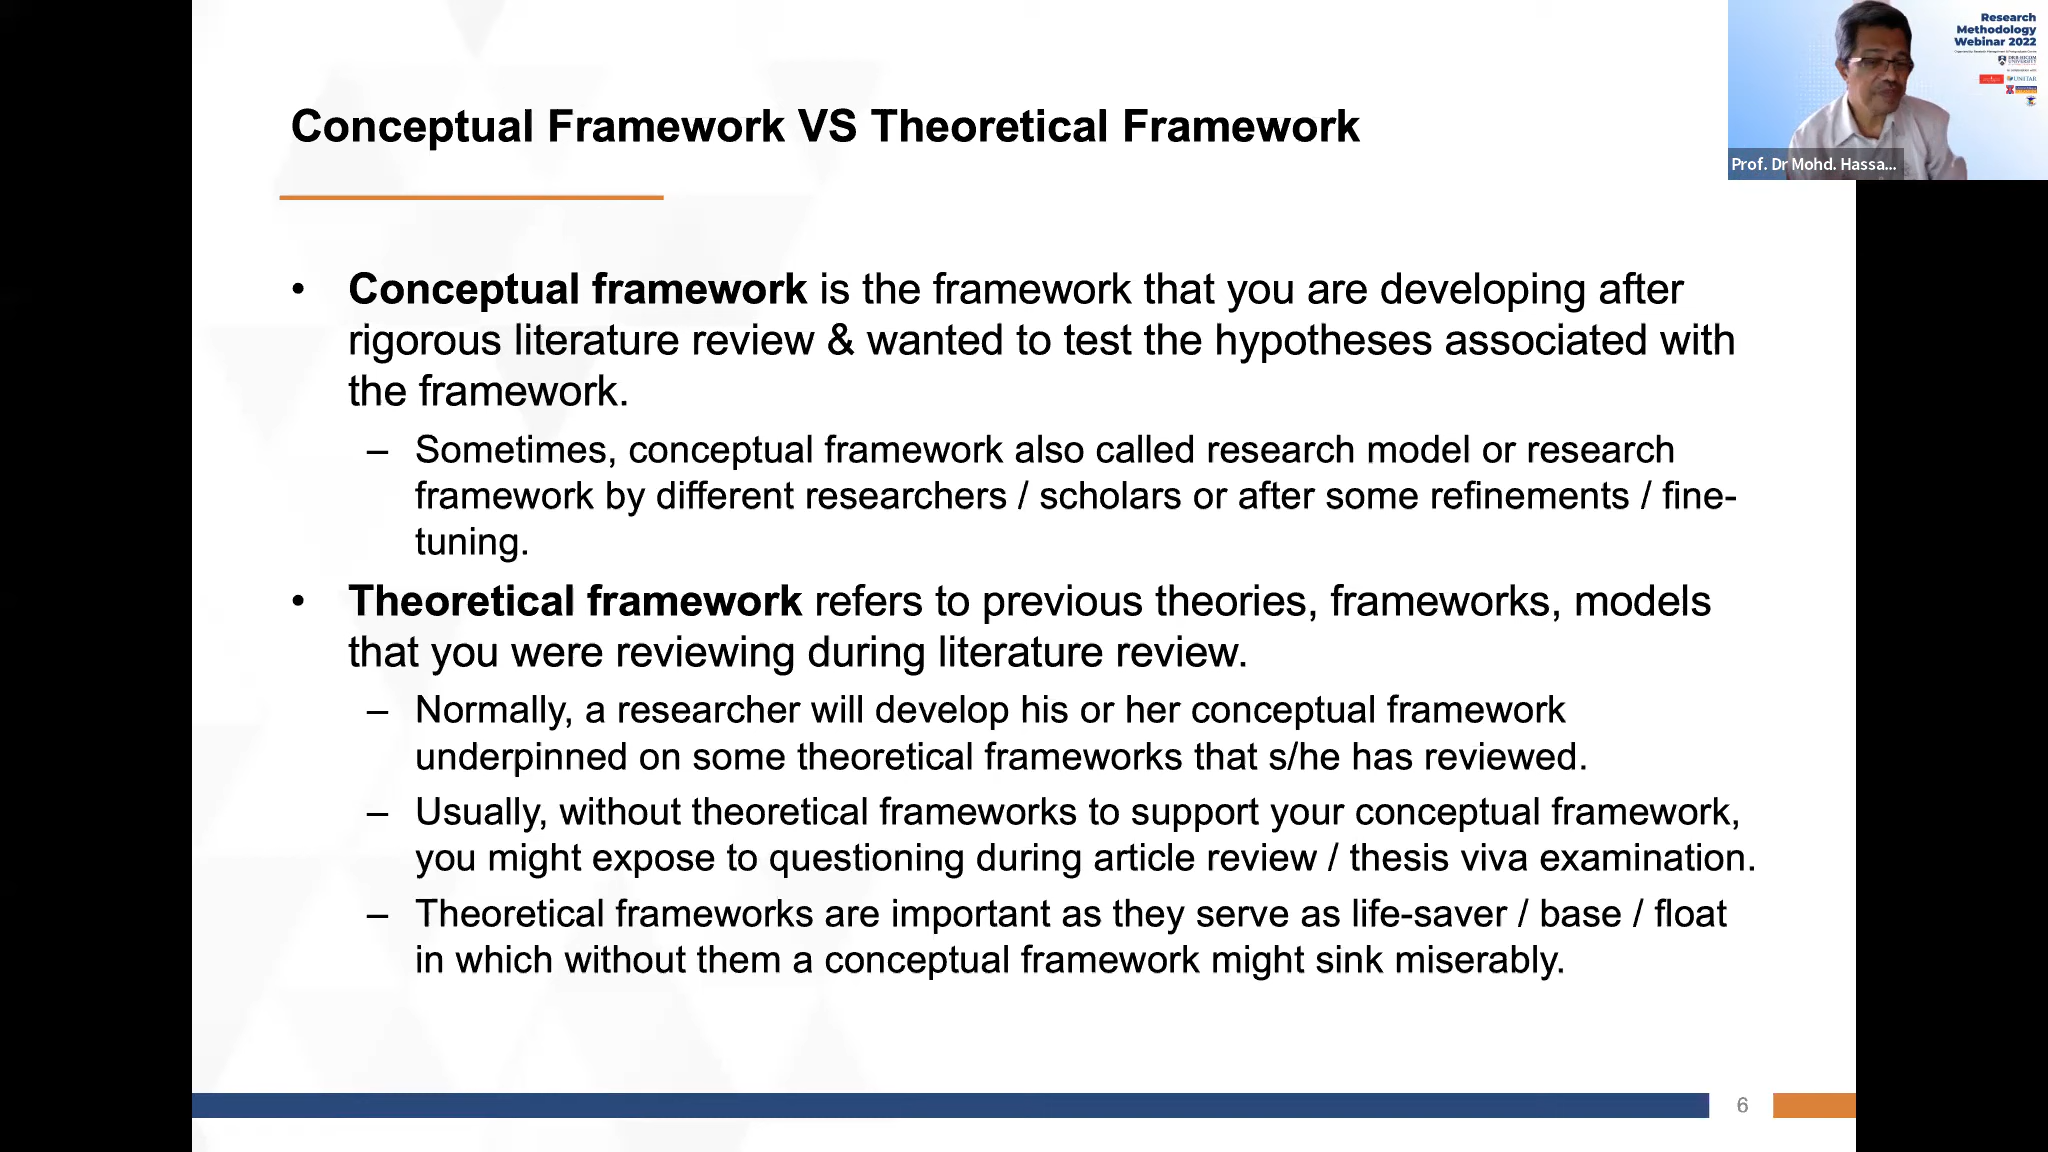 Conceptual Framework VS Theoretical Framework
• Conceptual framework is the framework that you are developing after
rigorous literature review & wanted to test the hypotheses associated with
the framework.
– Sometimes, conceptual framework also called research model or research
framework by different researchers / scholars or after some refinements / fine-
tuning.
• Theoretical framework refers to previous theories, frameworks, models
that you were reviewing during literature review.
– Normally, a researcher will develop his or her conceptual framework
underpinned on some theoretical frameworks that s/he has reviewed.
– Usually, without theoretical frameworks to support your conceptual framework,
you might expose to questioning during article review / thesis viva examination.
– Theoretical frameworks are important as they serve as life-saver / base / float
in which without them a conceptual framework might sink miserably.
6
Research
Methodology
Webinar 2022
UNITAR
Prof. Dr Mohd. Hassa...